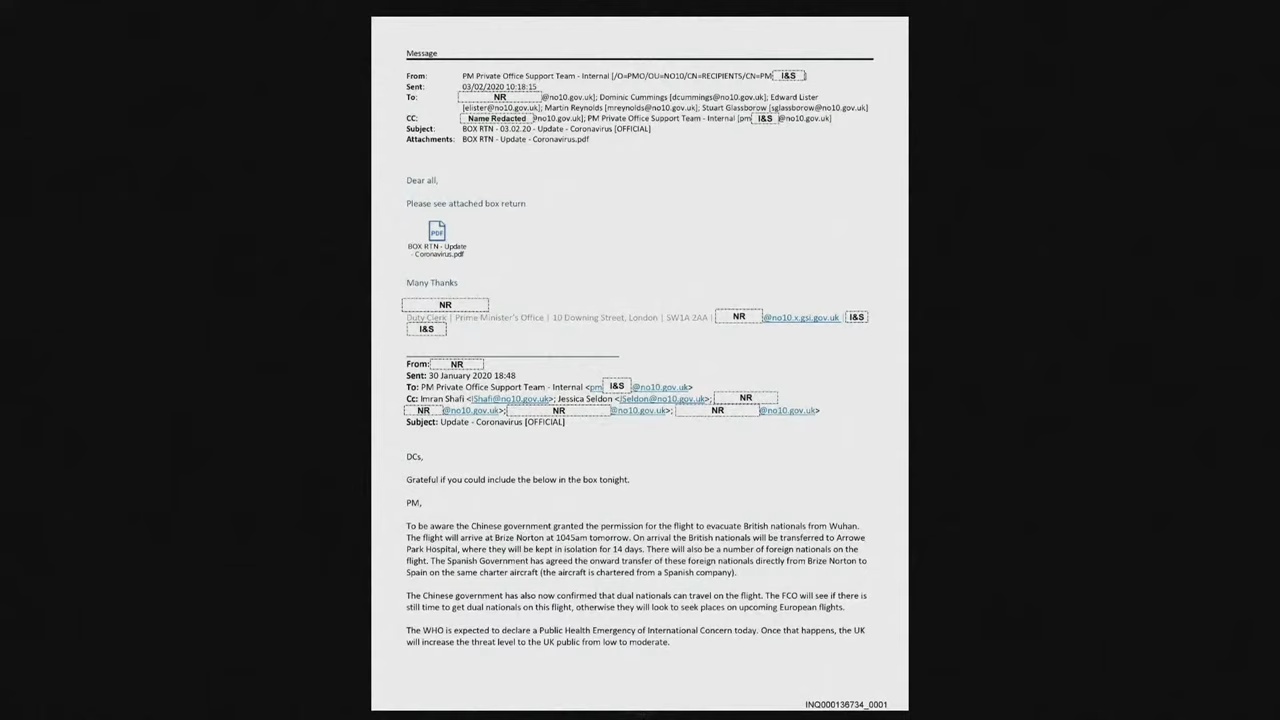 Message
From: PM Private Office Support Team - Internal [/O=PMO/OU=NO10/CN=RECIPIENTS/CN=PM I&S ]
Sent: 03/02/2020 10:18:15
To: NR @no10.gov.uk]; Dominic Cummings [dcummings@no10.gov.uk]; Edward Lister
[elister@no10.gov.uk]; Martin Reynolds [mreynolds@no10.gov.uk]; Stuart Glassborow [sglassborow@no10.gov.uk]
CC: Name Redacted @no10.gov.uk]; PM Private Office Support Team - Internal [pm I&S @no10.gov.uk]
Subject: BOX RTN - 03.02.20 - Update - Coronavirus [OFFICIAL]
Attachments: BOX RTN - Update - Coronavirus.pdf
Dear all,
Please see attached box return
PDF
BOX RTN - Update
- Coronavirus.pdf
Many Thanks
NR
Duty Clerk | Prime Minister's Office | 10 Downing Street, London | SW1A 2AA | NR @no10.x.gsi.gov.uk | I&S
I&S
From: NR
Sent: 30 January 2020 18:48
To: PM Private Office Support Team - Internal <pm I&S @no10.gov.uk>
Cc: Imran Shafi <IShafi@no10.gov.uk>; Jessica Seldon <JSeldon@no10.gov.uk>; NR
NR @no10.gov.uk>; NR @no10.gov.uk>; NR @no10.gov.uk>
Subject: Update - Coronavirus [OFFICIAL]
DCs,
Grateful if you could include the below in the box tonight.
PM,
To be aware the Chinese government granted the permission for the flight to evacuate British nationals from Wuhan.
The flight will arrive at Brize Norton at 1045am tomorrow. On arrival the British nationals will be transferred to Arrowe
Park Hospital, where they will be kept in isolation for 14 days. There will also be a number of foreign nationals on the
flight. The Spanish Government has agreed the onward transfer of these foreign nationals directly from Brize Norton to
Spain on the same charter aircraft (the aircraft is chartered from a Spanish company).
The Chinese government has also now confirmed that dual nationals can travel on the flight. The FCO will see if there is
still time to get dual nationals on this flight, otherwise they will look to seek places on upcoming European flights.
The WHO is expected to declare a Public Health Emergency of International Concern today. Once that happens, the UK
will increase the threat level to the UK public from low to moderate.
INQ000136734_0001